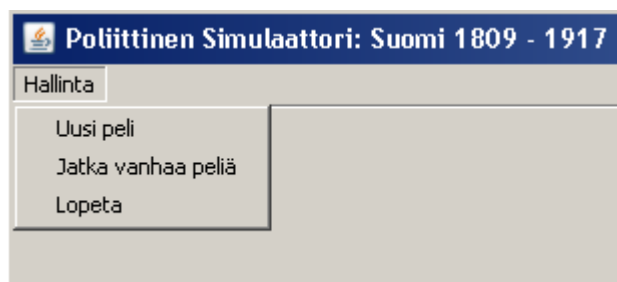 Poliittinen Simulaattori: Suomi 1809 - 1917
Hallinta
Uusi peli
Jatka vanhaa peliä
Lopeta